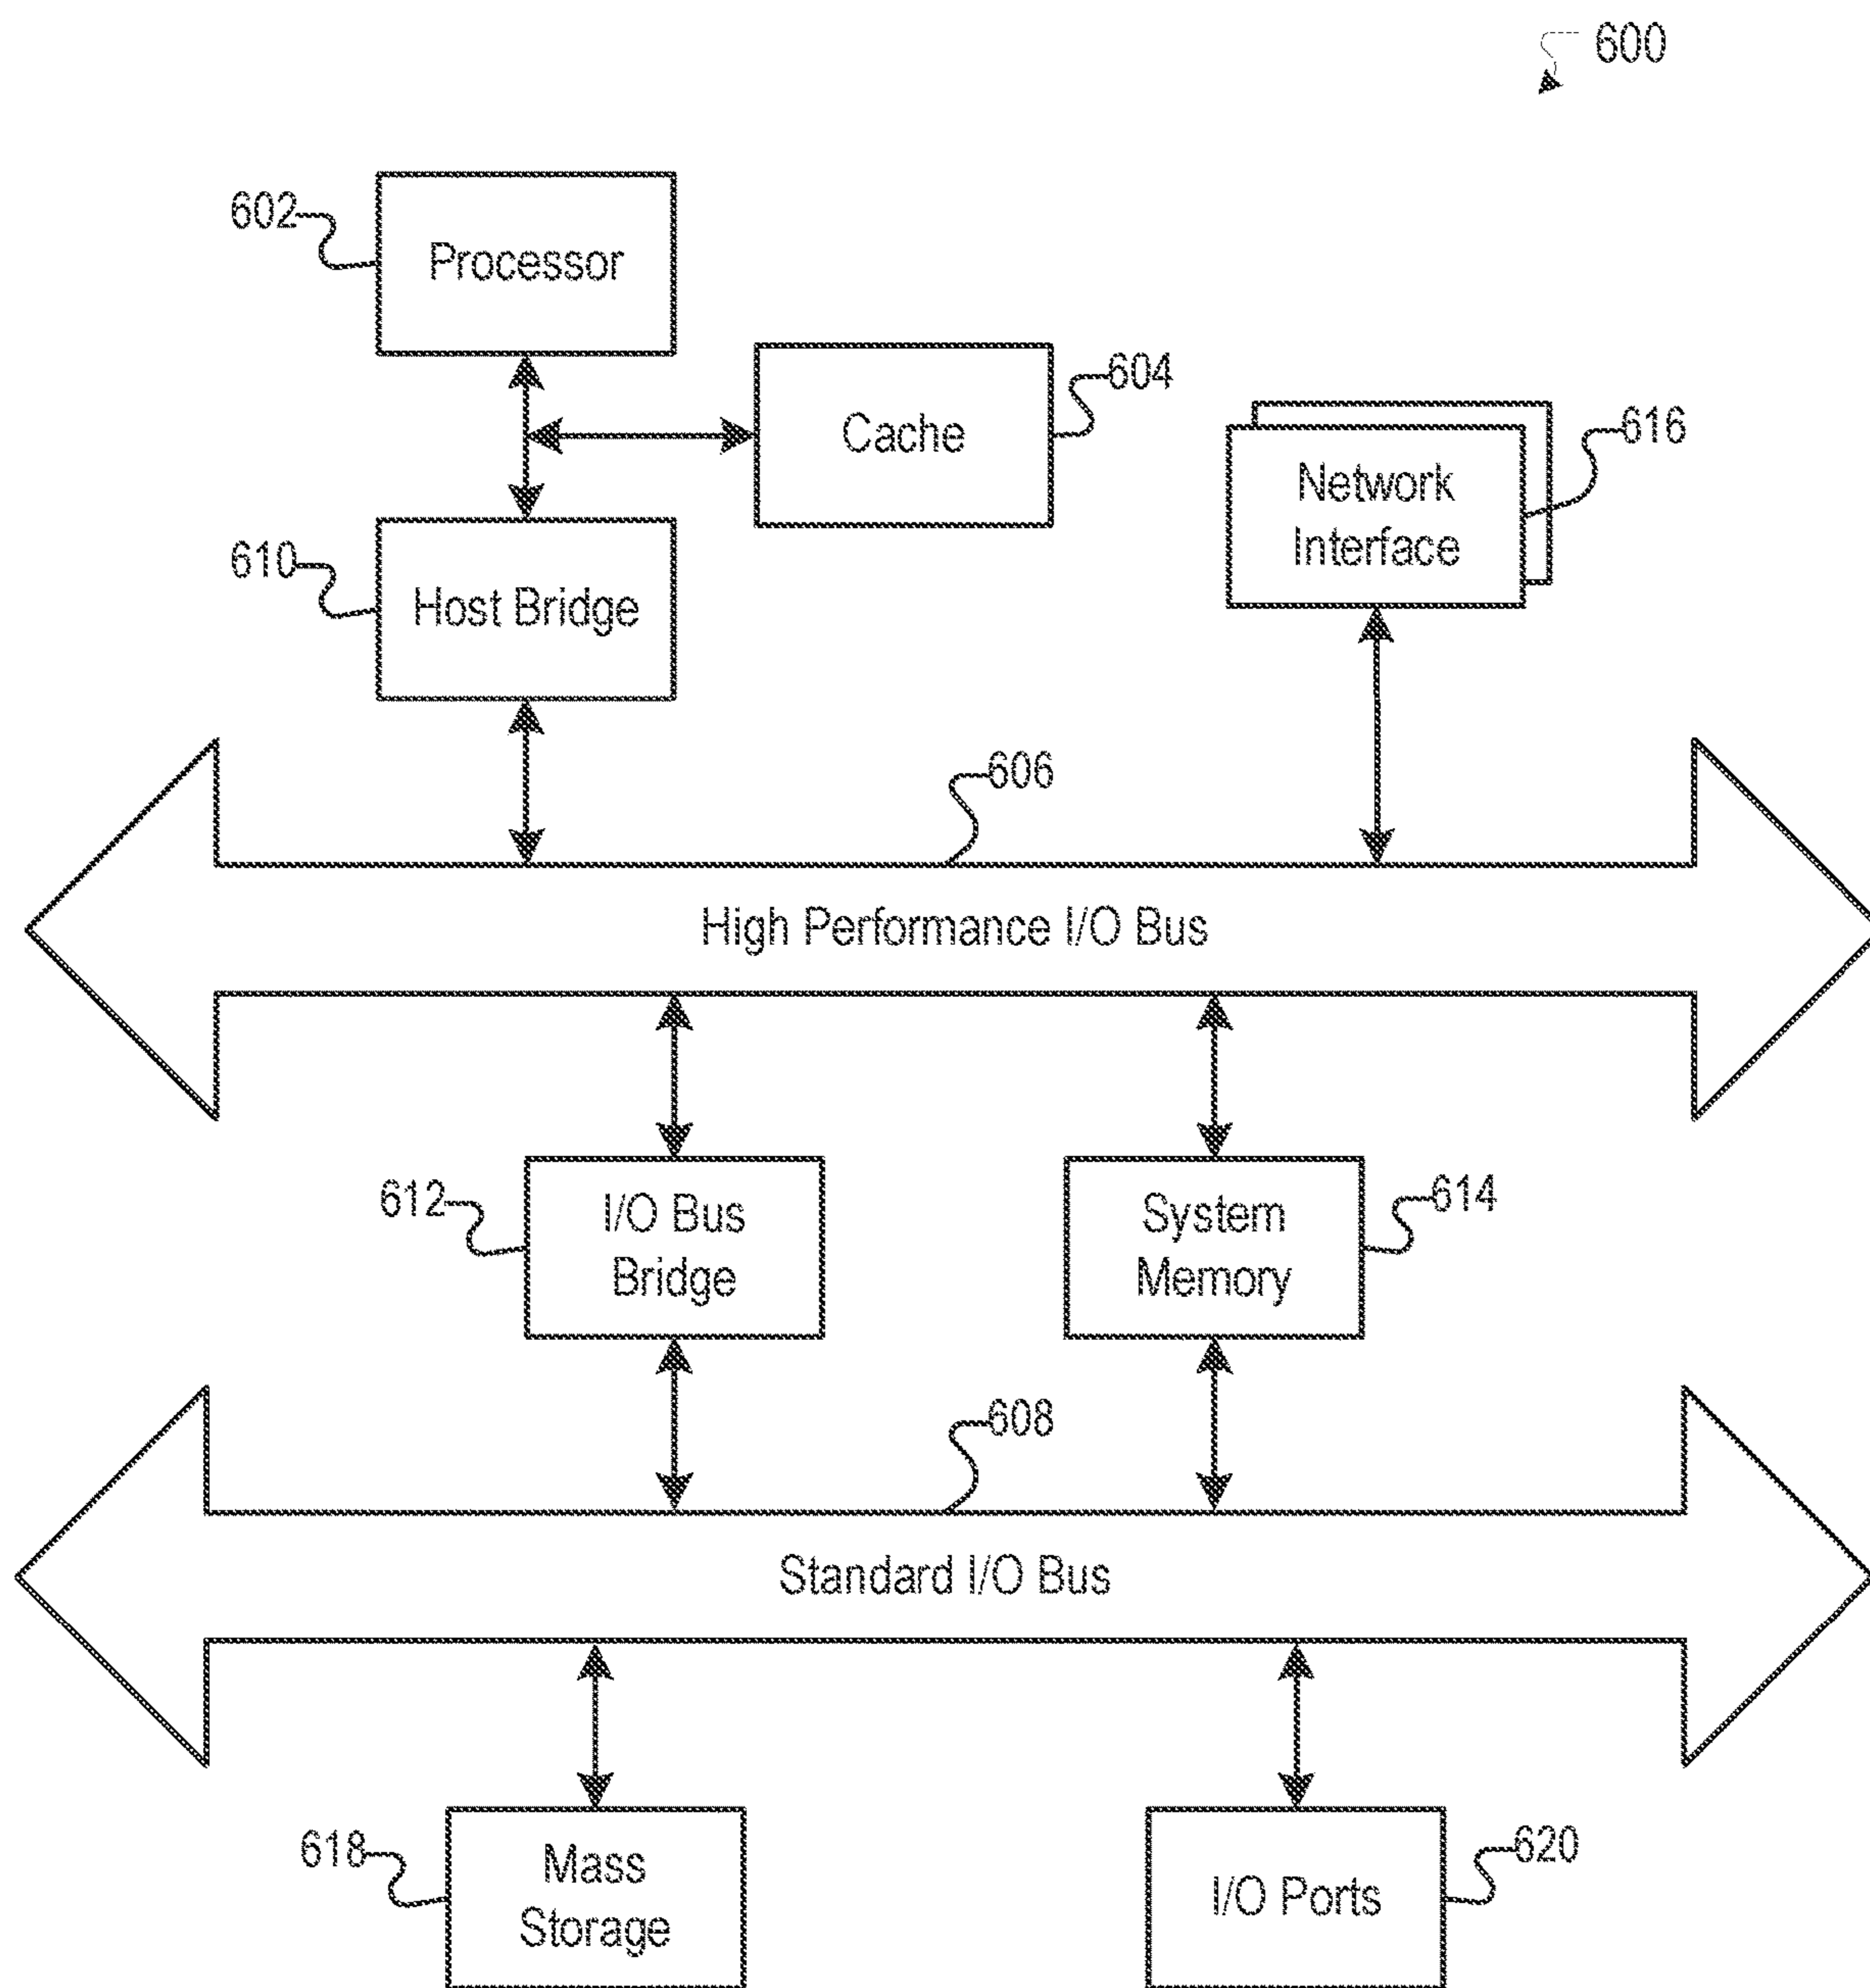 600
602
Processor
604
Cache
616
Network
Interface
610
Host Bridge
606
High Performance I/O Bus
612
I/O Bus
Bridge
System
Memory
614
608
Standard I/O Bus
618
Mass
Storage
I/O Ports
620